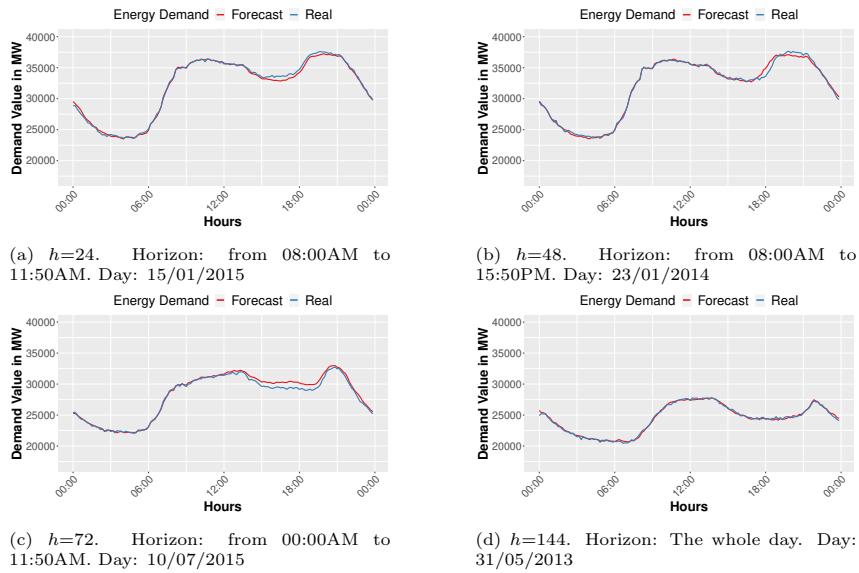 Energy Demand Forecast Real
40000
35000
30000
25000
20000
Demand Value in MW
00:00 06:00 12:00 18:00 00:00
Hours
(a) h=24. Horizon: from 08:00AM to
11:50AM. Day: 15/01/2015
Energy Demand Forecast Real
40000
35000
30000
25000
20000
Demand Value in MW
00:00 06:00 12:00 18:00 00:00
Hours
(b) h=48. Horizon: from 08:00AM to
15:50PM. Day: 23/01/2014
Energy Demand Forecast Real
40000
35000
30000
25000
20000
Demand Value in MW
00:00 06:00 12:00 18:00 00:00
Hours
(c) h=72. Horizon: from 00:00AM to
11:50AM. Day: 10/07/2015
Energy Demand Forecast Real
40000
35000
30000
25000
20000
Demand Value in MW
00:00 06:00 12:00 18:00 00:00
Hours
(d) h=144. Horizon: The whole day. Day:
31/05/2013